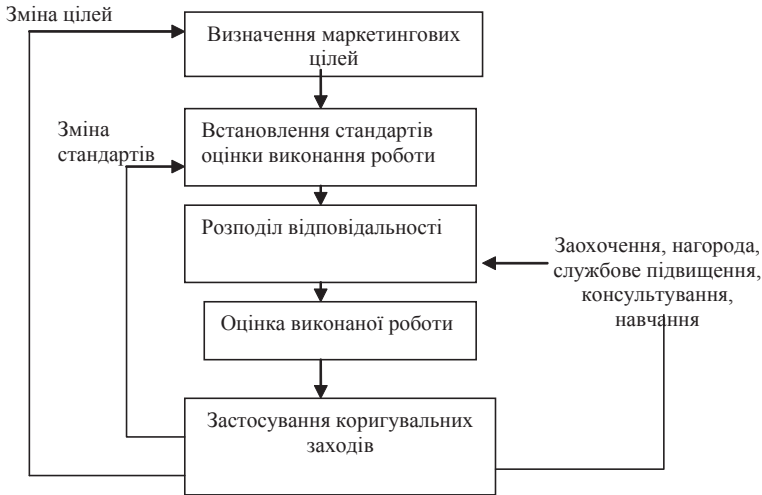 Зміна цілей
Визначення маркетингових
цілей
Зміна
стандартів
Встановлення стандартів
оцінки виконання роботи
Розподіл відповідальності
Заохочення, нагорода,
службове підвищення,
консультування,
навчання
Оцінка виконаної роботи
Застосування коригувальних
заходів